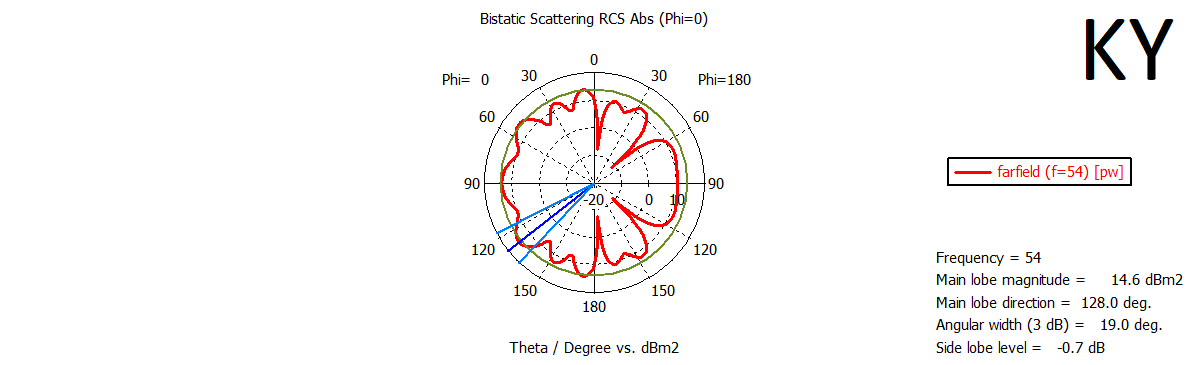 Bistatic Scattering RCS Abs (Phi=0)
KY
Phi= 0 30 0 30 Phi=180
60 60
90 -20 0 10 90
120 120
150 180 150
Theta / Degree vs. dBm2
farfield (f=54) [pw]
Frequency = 54
Main lobe magnitude = 14.6 dBm2
Main lobe direction = 128.0 deg.
Angular width (3 dB) = 19.0 deg.
Side lobe level = -0.7 dB